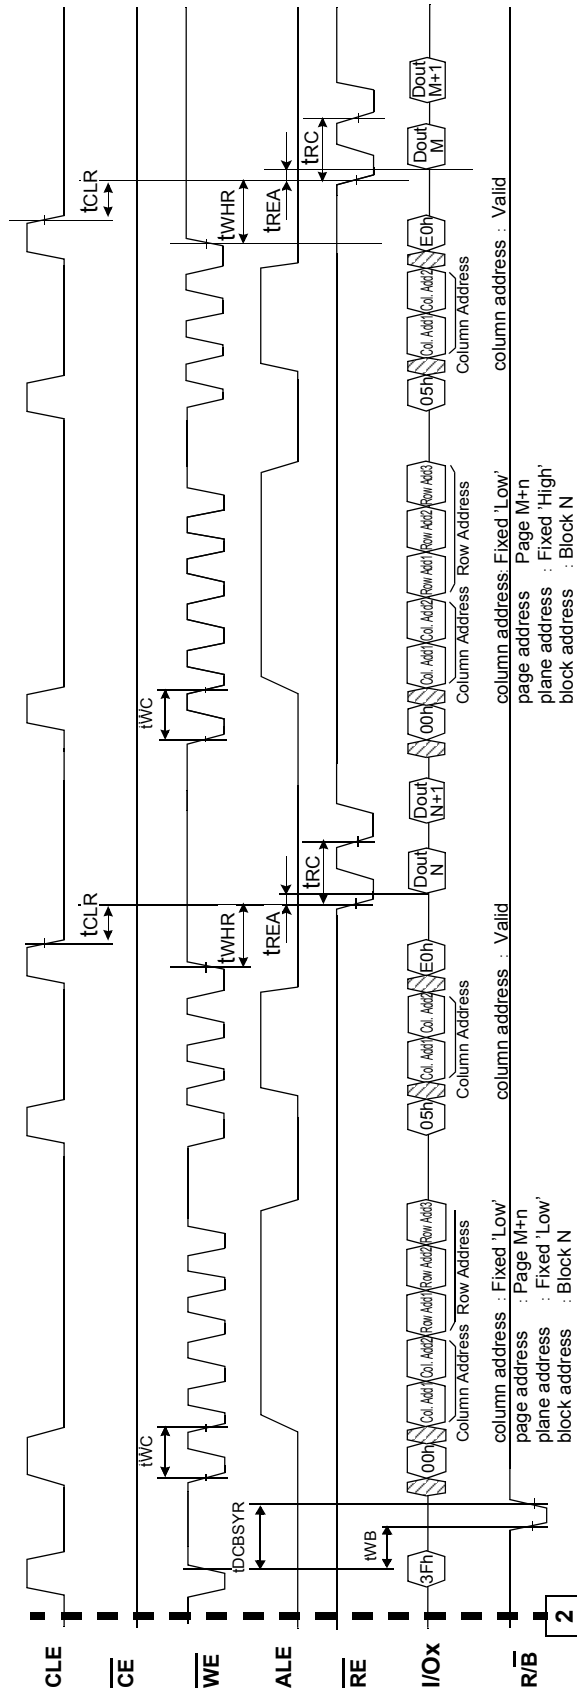 CLE
CE
WE
ALE
RE
I/Ox
R/B
2
tCLR
tCLR
tWC
tWHR
tWC
tWHR
tDCBSYR
tREA
tREA
tWB
tRC
tRC
3Fh
00h
Col. Add1
Col. Add2
Row Add1
Row Add2
Row Add3
05h
Col. Add1
Col. Add2
E0h
Dout N
Dout N+1
00h
Col. Add1
Col. Add2
Row Add1
Row Add2
Row Add3
05h
Col. Add1
Col. Add2
E0h
Dout M
Dout M+1
Column Address
Row Address
Column Address
Column Address
Row Address
Column Address
column address : Fixed 'Low'
page address : Page M+n
plane address : Fixed 'Low'
block address : Block N
column address : Valid
column address: Fixed 'Low'
page address Page M+n
plane address : Fixed 'High'
block address : Block N
column address : Valid